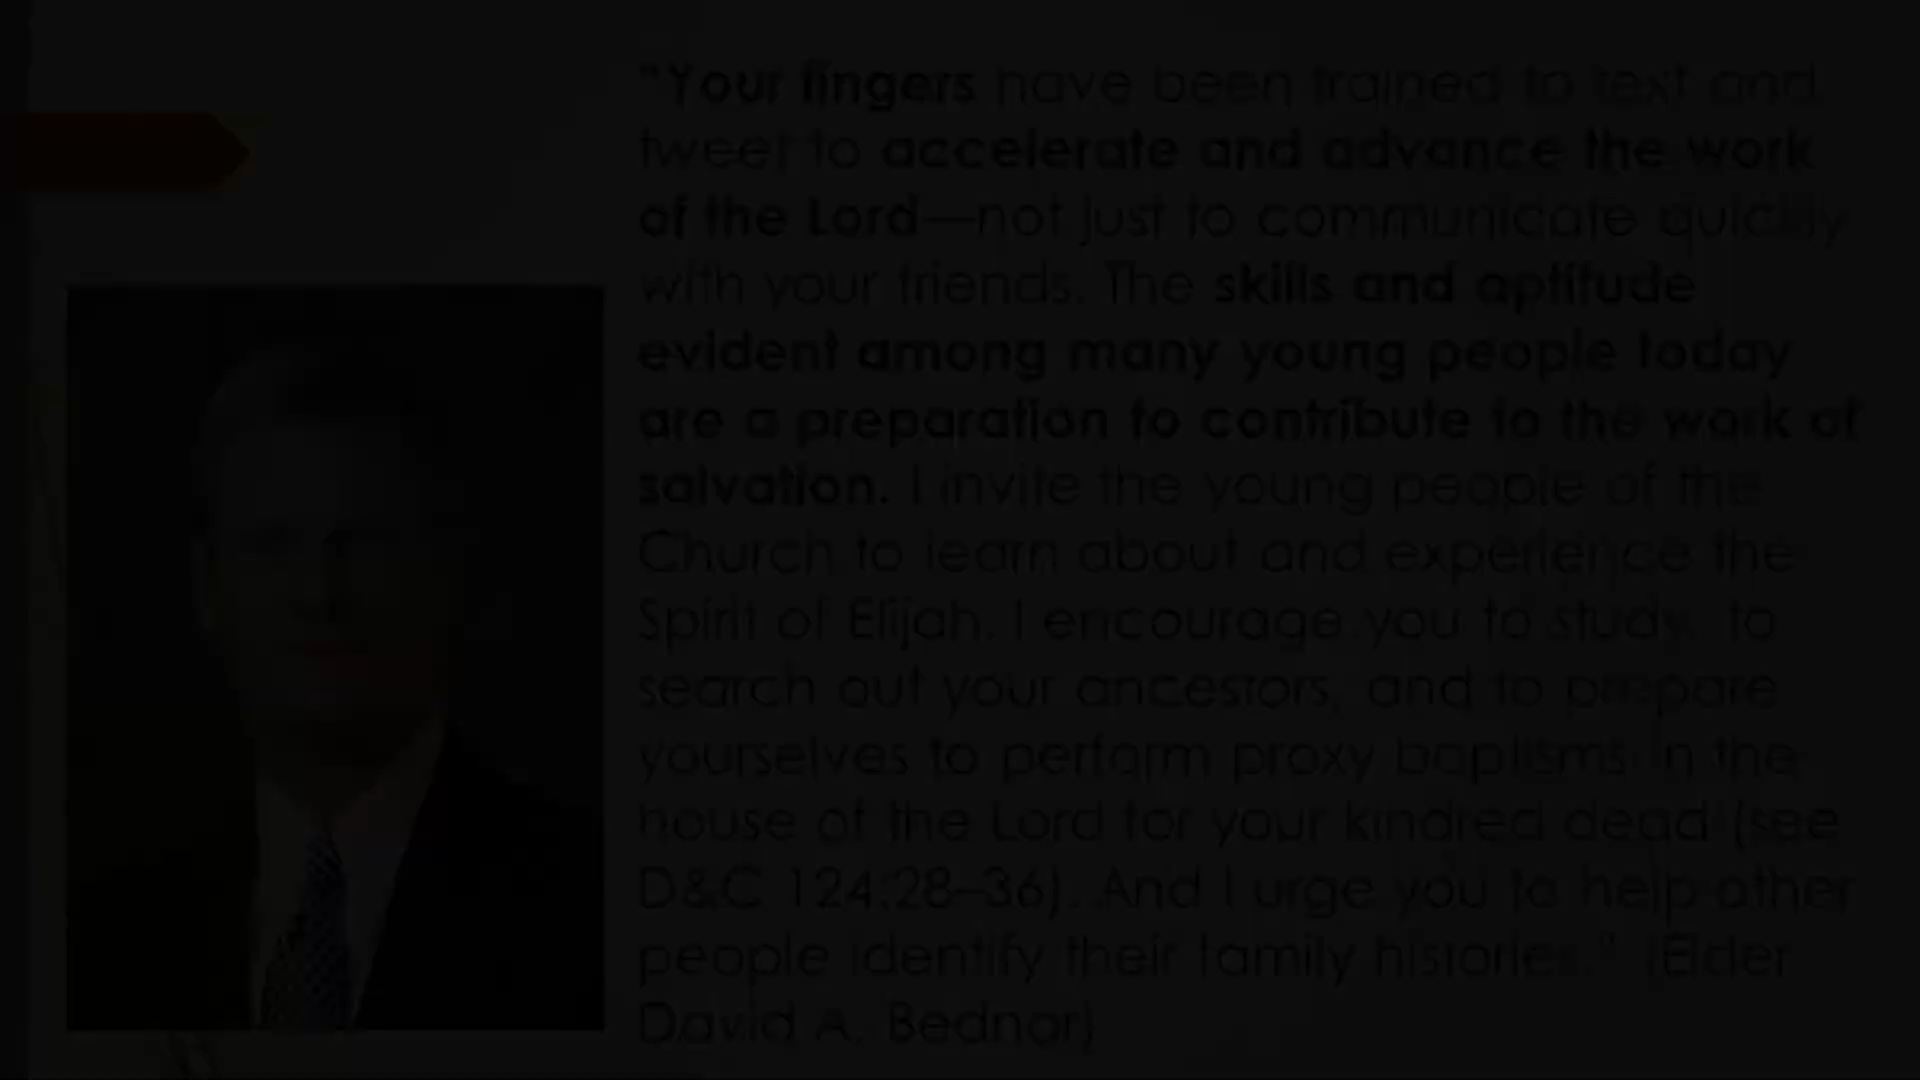 "Your fingers have been trained to text and
tweet to accelerate and advance the work
of the Lord—not just to communicate quickly
with your friends. The skills and aptitude
evident among many young people today
are a preparation to contribute to the work of
salvation. I invite the young people of the
Church to learn about and experience the
Spirit of Elijah. I encourage you to study, to
search out your ancestors, and to prepare
yourselves to perform proxy baptisms in the
house of the Lord for your kindred dead (see
D&C 124:28–36). And I urge you to help other
people identify their family histories." (Elder
David A. Bednar)